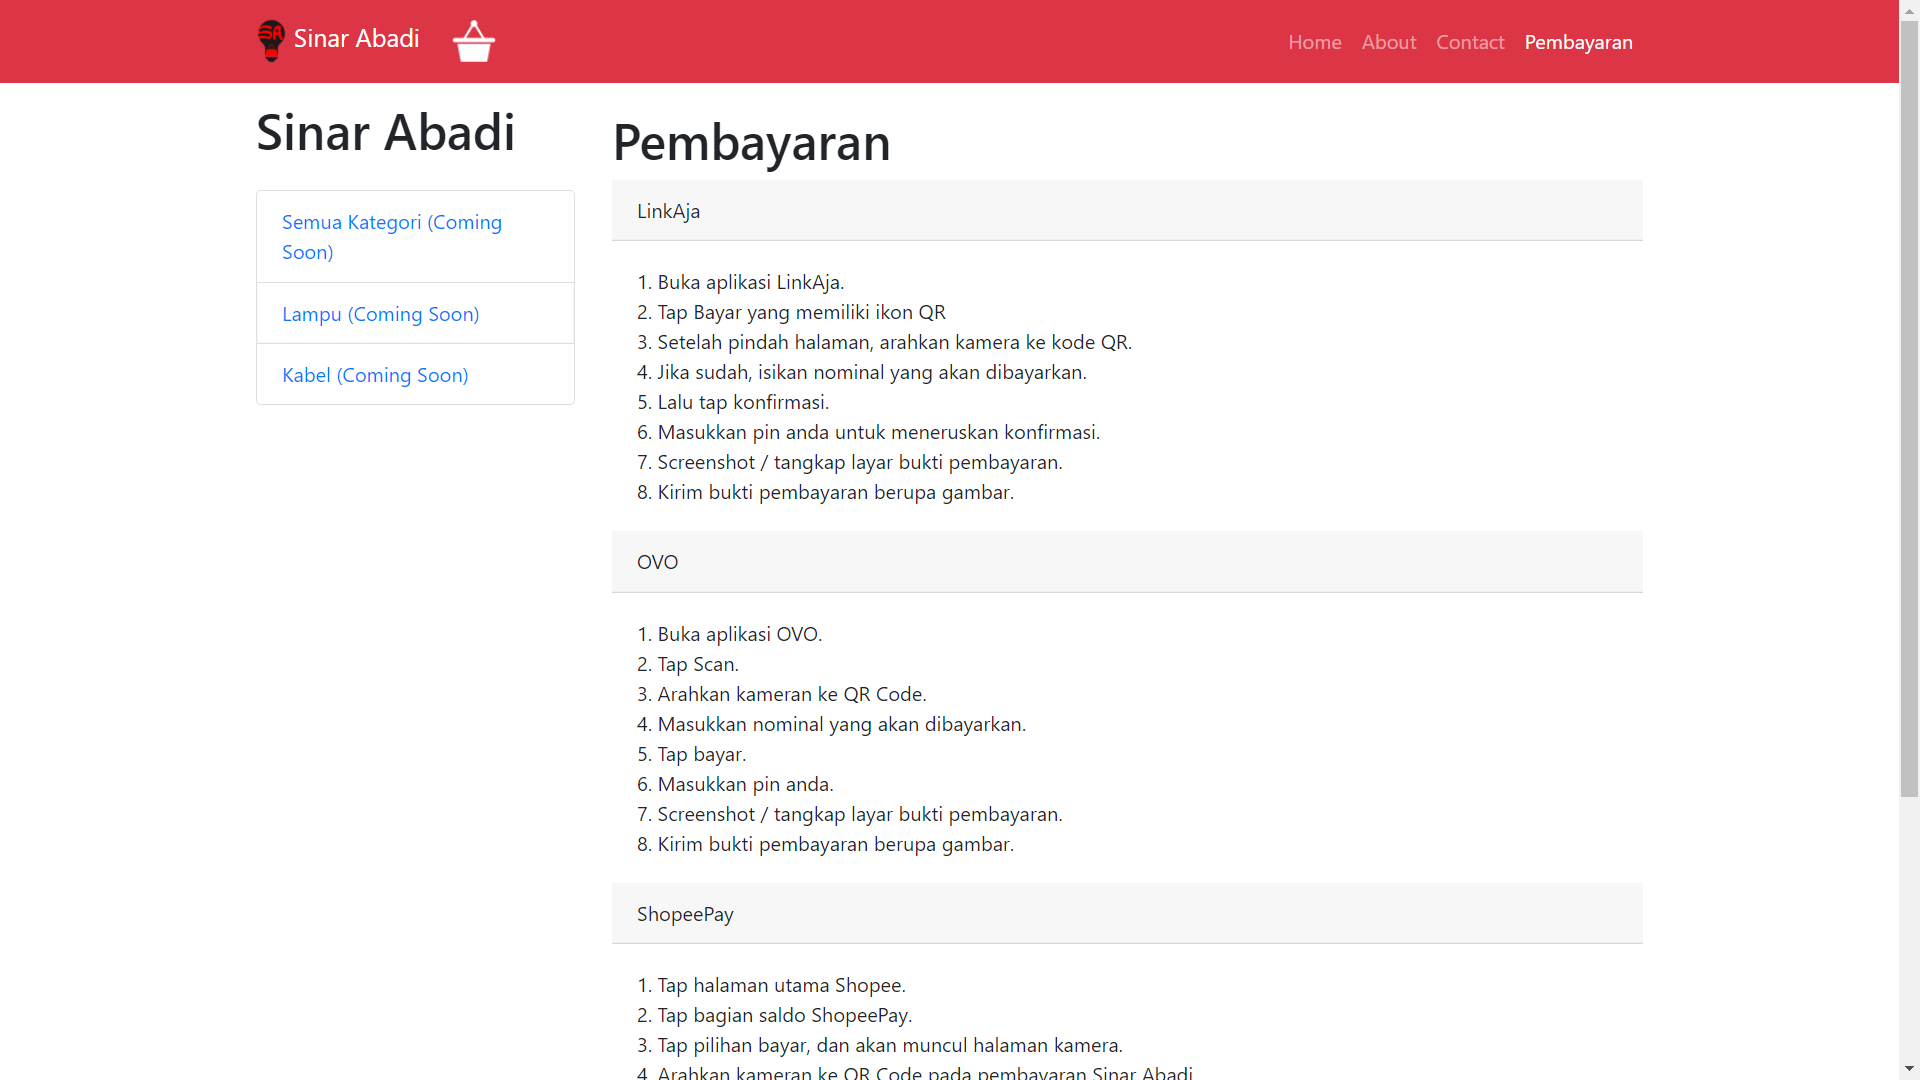 Sinar Abadi
Home About Contact Pembayaran
Sinar Abadi
Semua Kategori (Coming
Soon)
Lampu (Coming Soon)
Kabel (Coming Soon)
Pembayaran
LinkAja
1. Buka aplikasi LinkAja.
2. Tap Bayar yang memiliki ikon QR
3. Setelah pindah halaman, arahkan kamera ke kode QR.
4. Jika sudah, isikan nominal yang akan dibayarkan.
5. Lalu tap konfirmasi.
6. Masukkan pin anda untuk meneruskan konfirmasi.
7. Screenshot / tangkap layar bukti pembayaran.
8. Kirim bukti pembayaran berupa gambar.
OVO
1. Buka aplikasi OVO.
2. Tap Scan.
3. Arahkan kameran ke QR Code.
4. Masukkan nominal yang akan dibayarkan.
5. Tap bayar.
6. Masukkan pin anda.
7. Screenshot / tangkap layar bukti pembayaran.
8. Kirim bukti pembayaran berupa gambar.
ShopeePay
1. Tap halaman utama Shopee.
2. Tap bagian saldo ShopeePay.
3. Tap pilihan bayar, dan akan muncul halaman kamera.
4. Arahkan kameran ke QR Code pada pembayaran Sinar Abadi